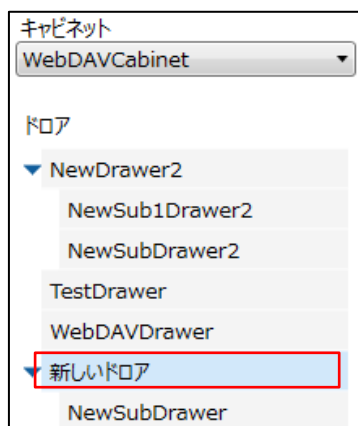 キャビネット
WebDAVCabinet
ドロア
NewDrawer2
NewSub1Drawer2
NewSubDrawer2
TestDrawer
WebDAVDrawer
新しいドロア
NewSubDrawer